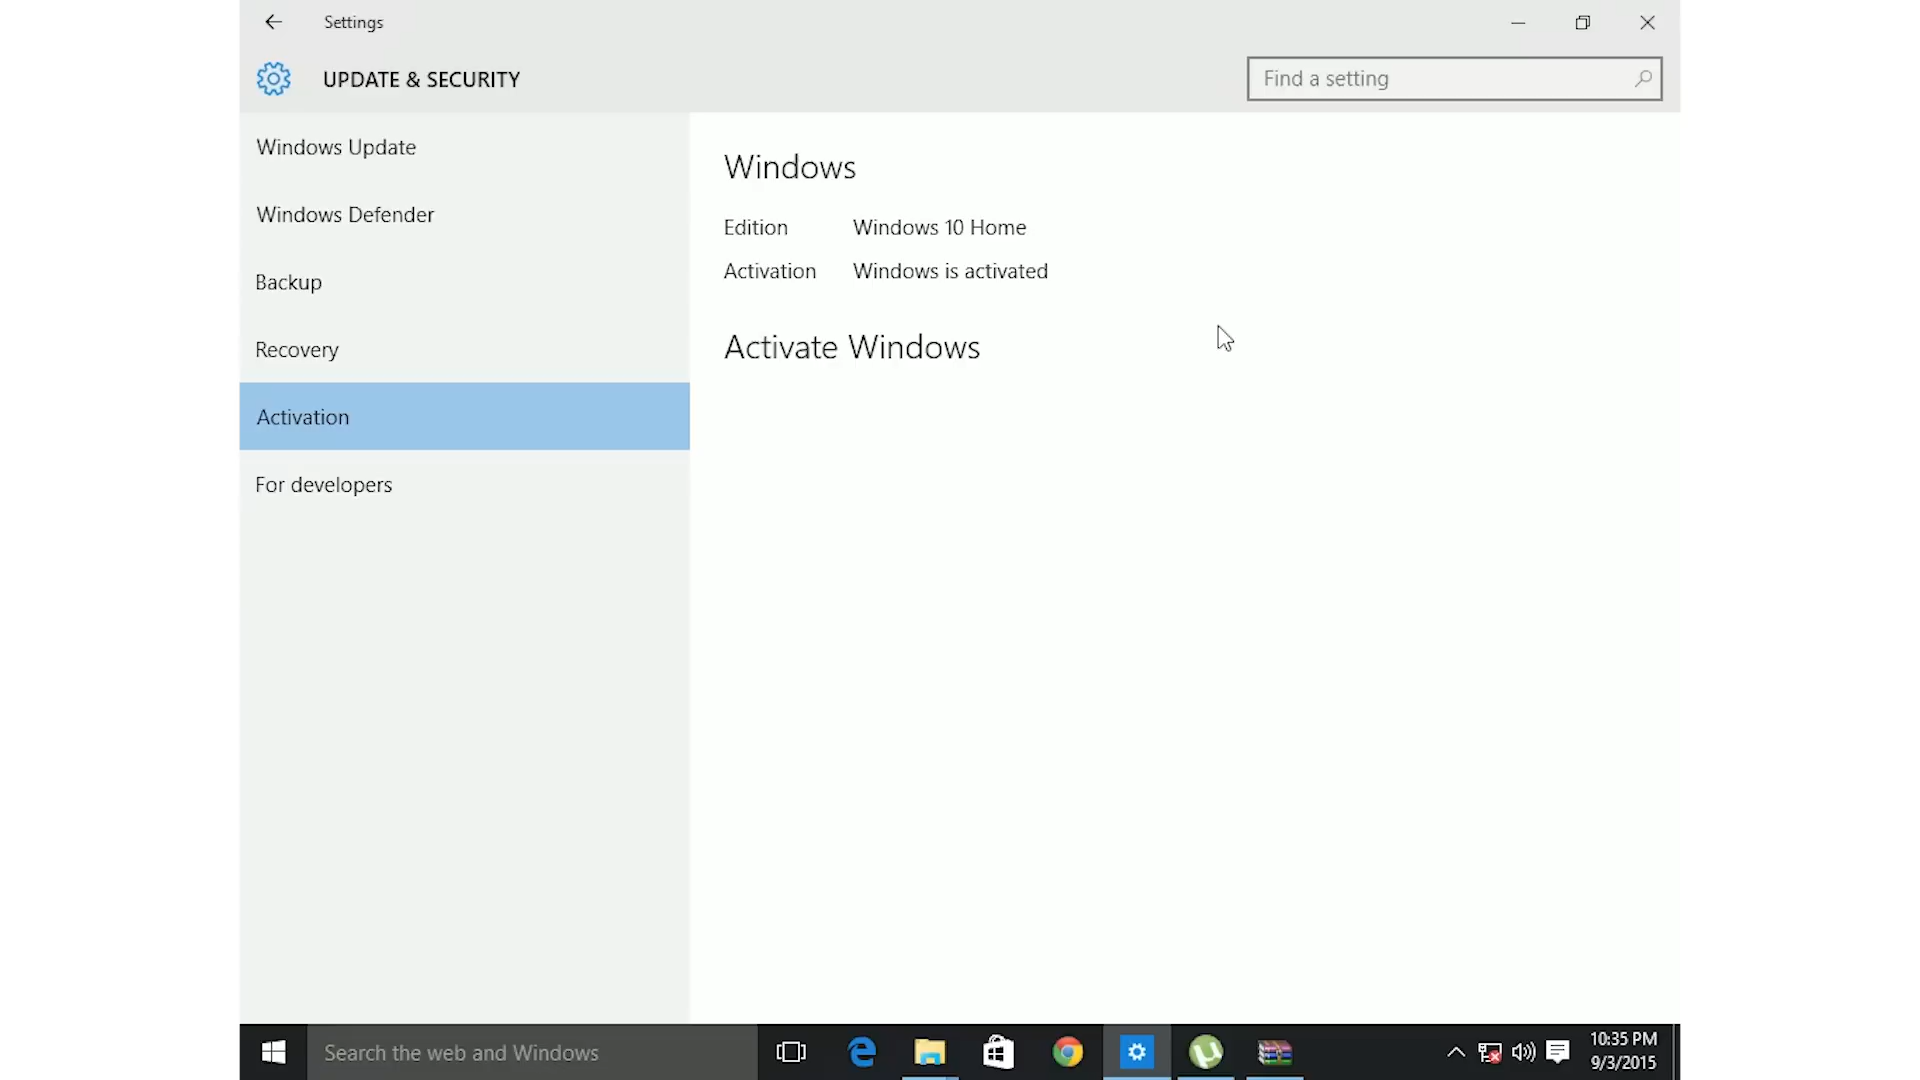 Settings
UPDATE & SECURITY
Find a setting
Windows Update
Windows Defender
Backup
Recovery
Activation
For developers
Windows
Edition Windows 10 Home
Activation Windows is activated
Activate Windows
Search the web and Windows
10:35 PM
9/3/2015